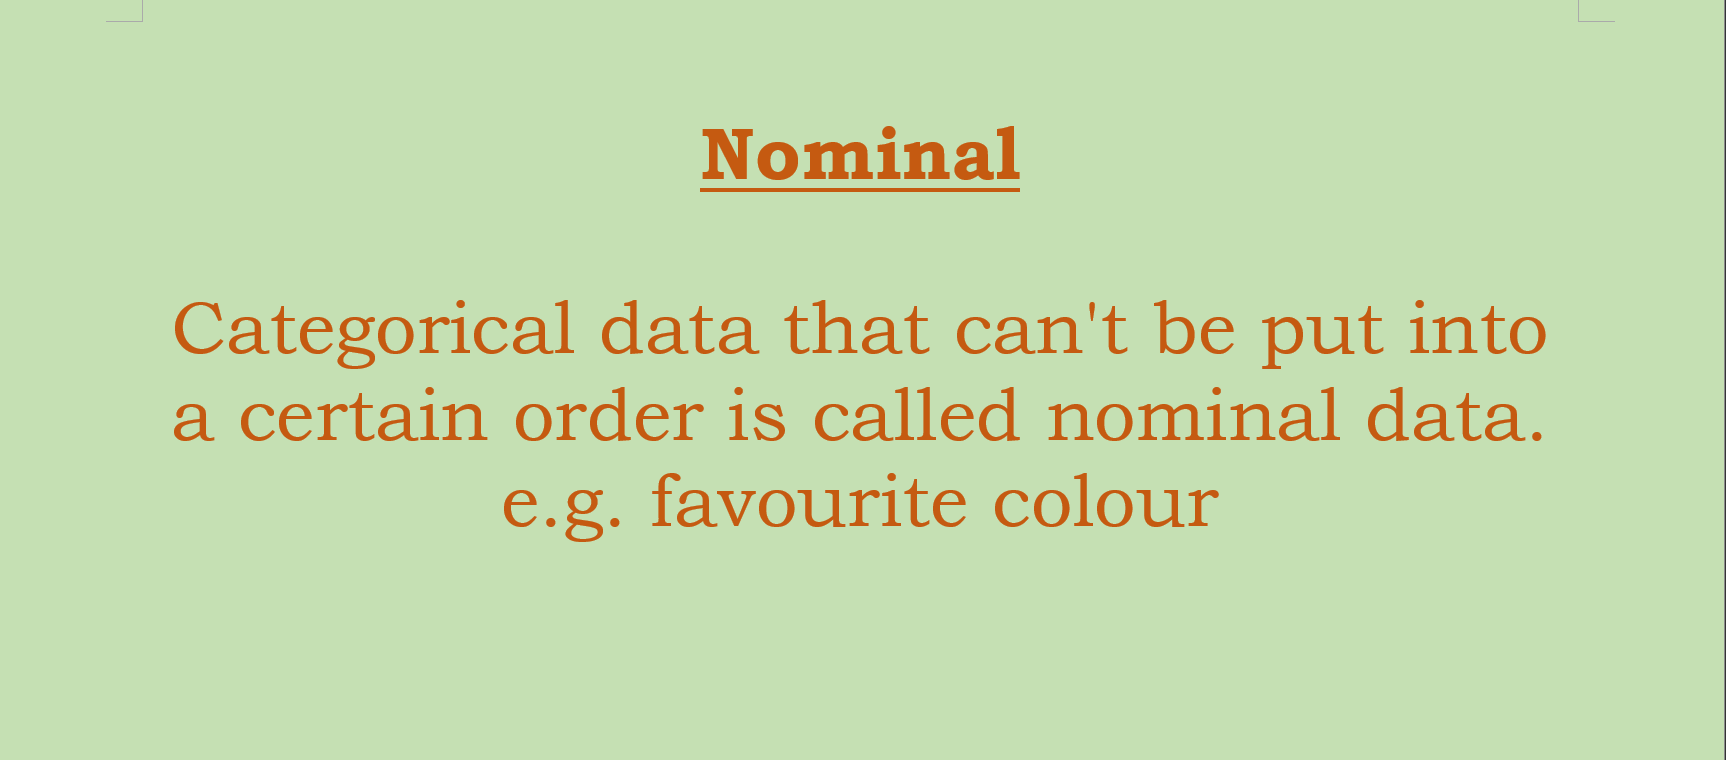 Nominal
Categorical data that can't be put into
a certain order is called nominal data.
e.g. favourite colour